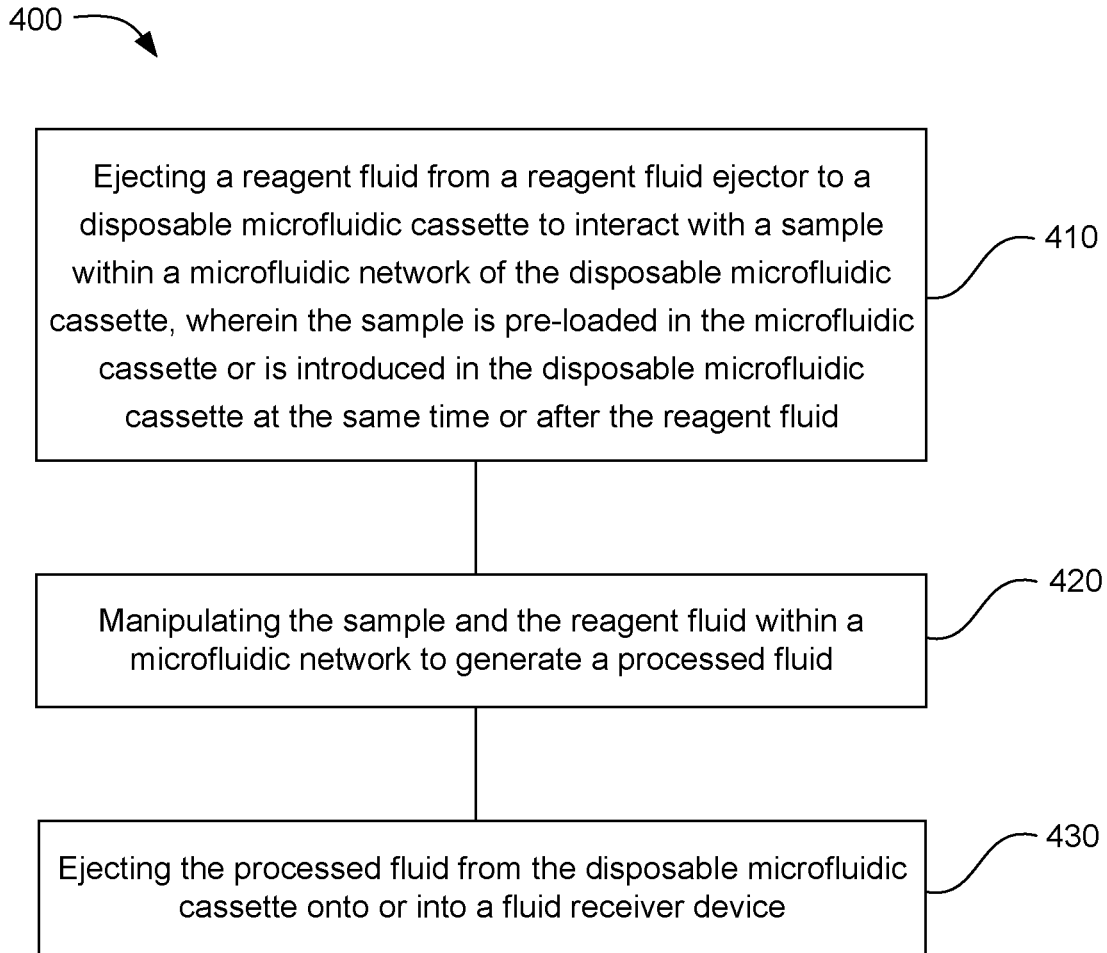 400
Ejecting a reagent fluid from a reagent fluid ejector to a
disposable microfluidic cassette to interact with a sample
within a microfluidic network of the disposable microfluidic
cassette, wherein the sample is pre-loaded in the microfluidic
cassette or is introduced in the disposable microfluidic
cassette at the same time or after the reagent fluid
410
Manipulating the sample and the reagent fluid within a
microfluidic network to generate a processed fluid
420
Ejecting the processed fluid from the disposable microfluidic
cassette onto or into a fluid receiver device
430